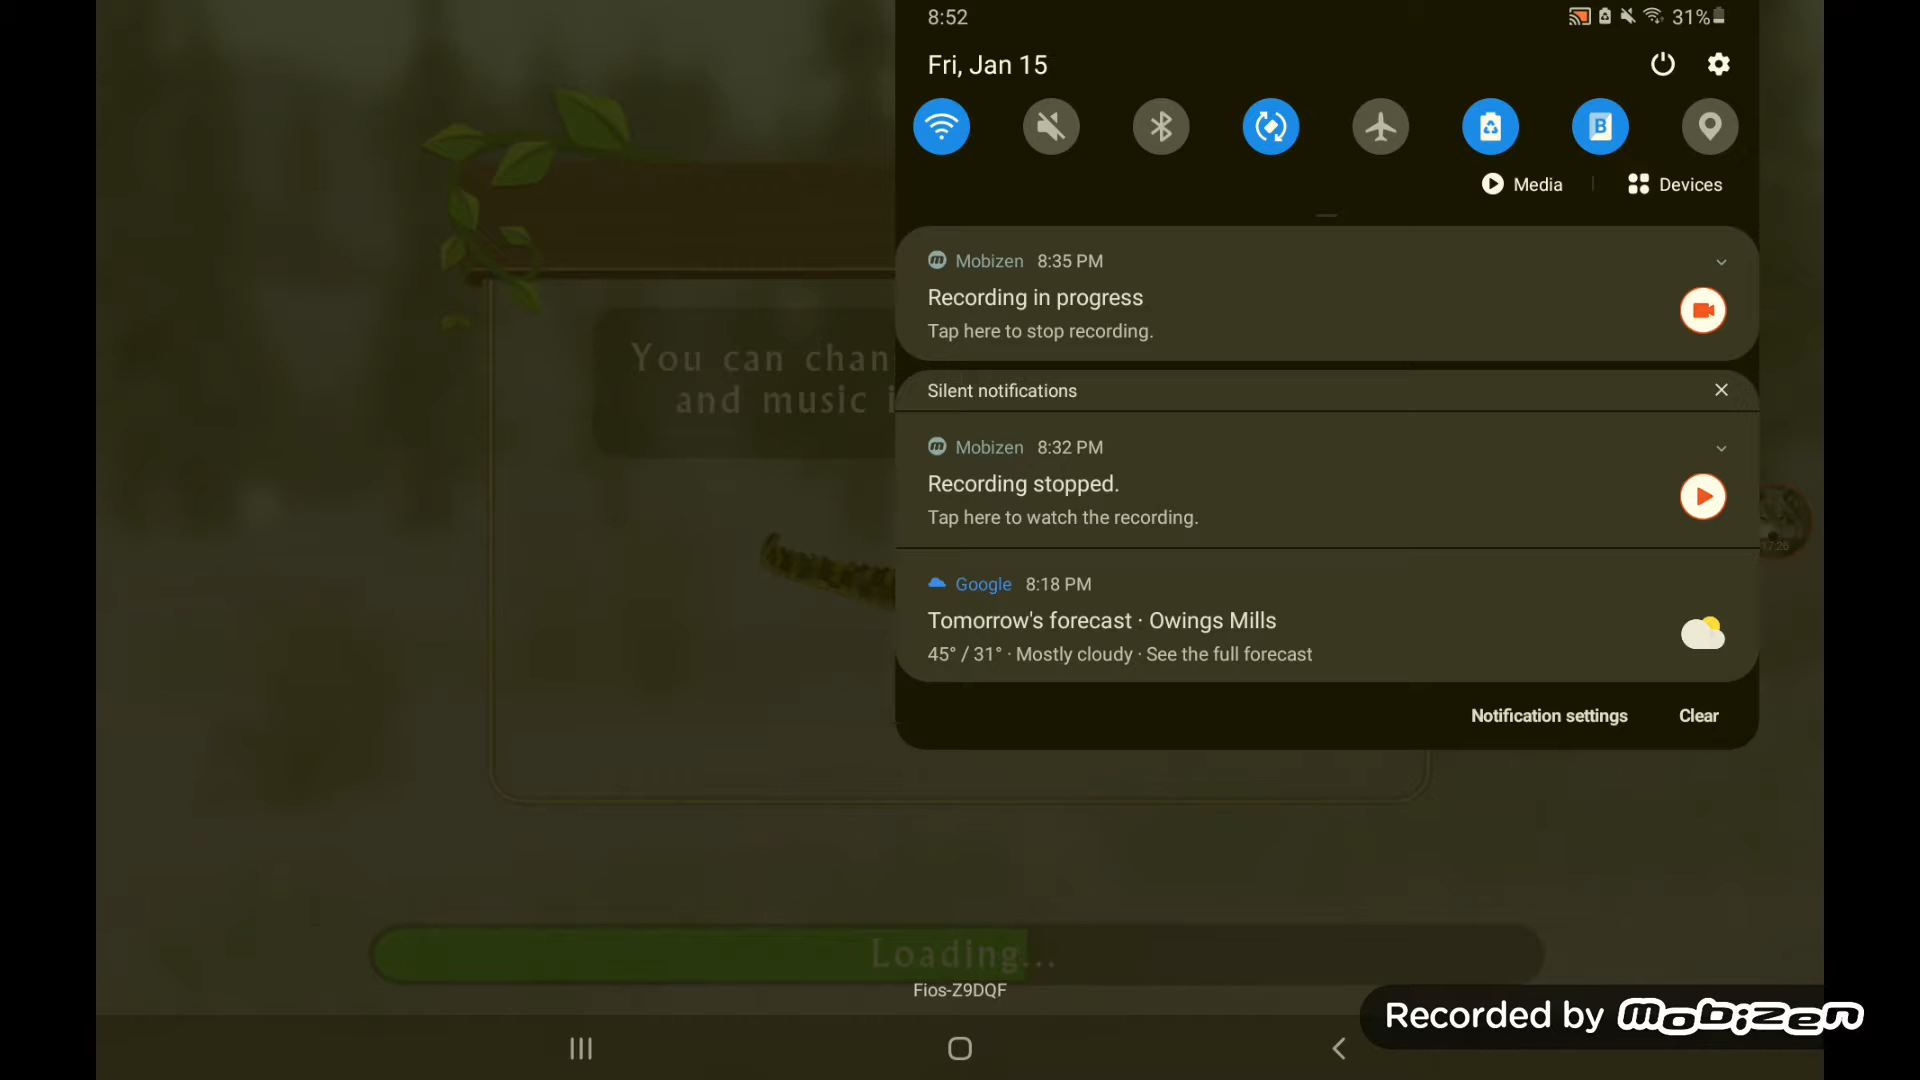 8:52
31%
Fri, Jan 15
B
Media
Devices
Mobizen 8:35 PM
Recording in progress
Tap here to stop recording.
Silent notifications
Mobizen 8:32 PM
Recording stopped.
Tap here to watch the recording.
Google 8:18 PM
Tomorrow's forecast · Owings Mills
45° / 31° · Mostly cloudy · See the full forecast
Notification settings
Clear
You can chan
and music i
17:26
Loading...
Fios-Z9DQF
Recorded by mobizen